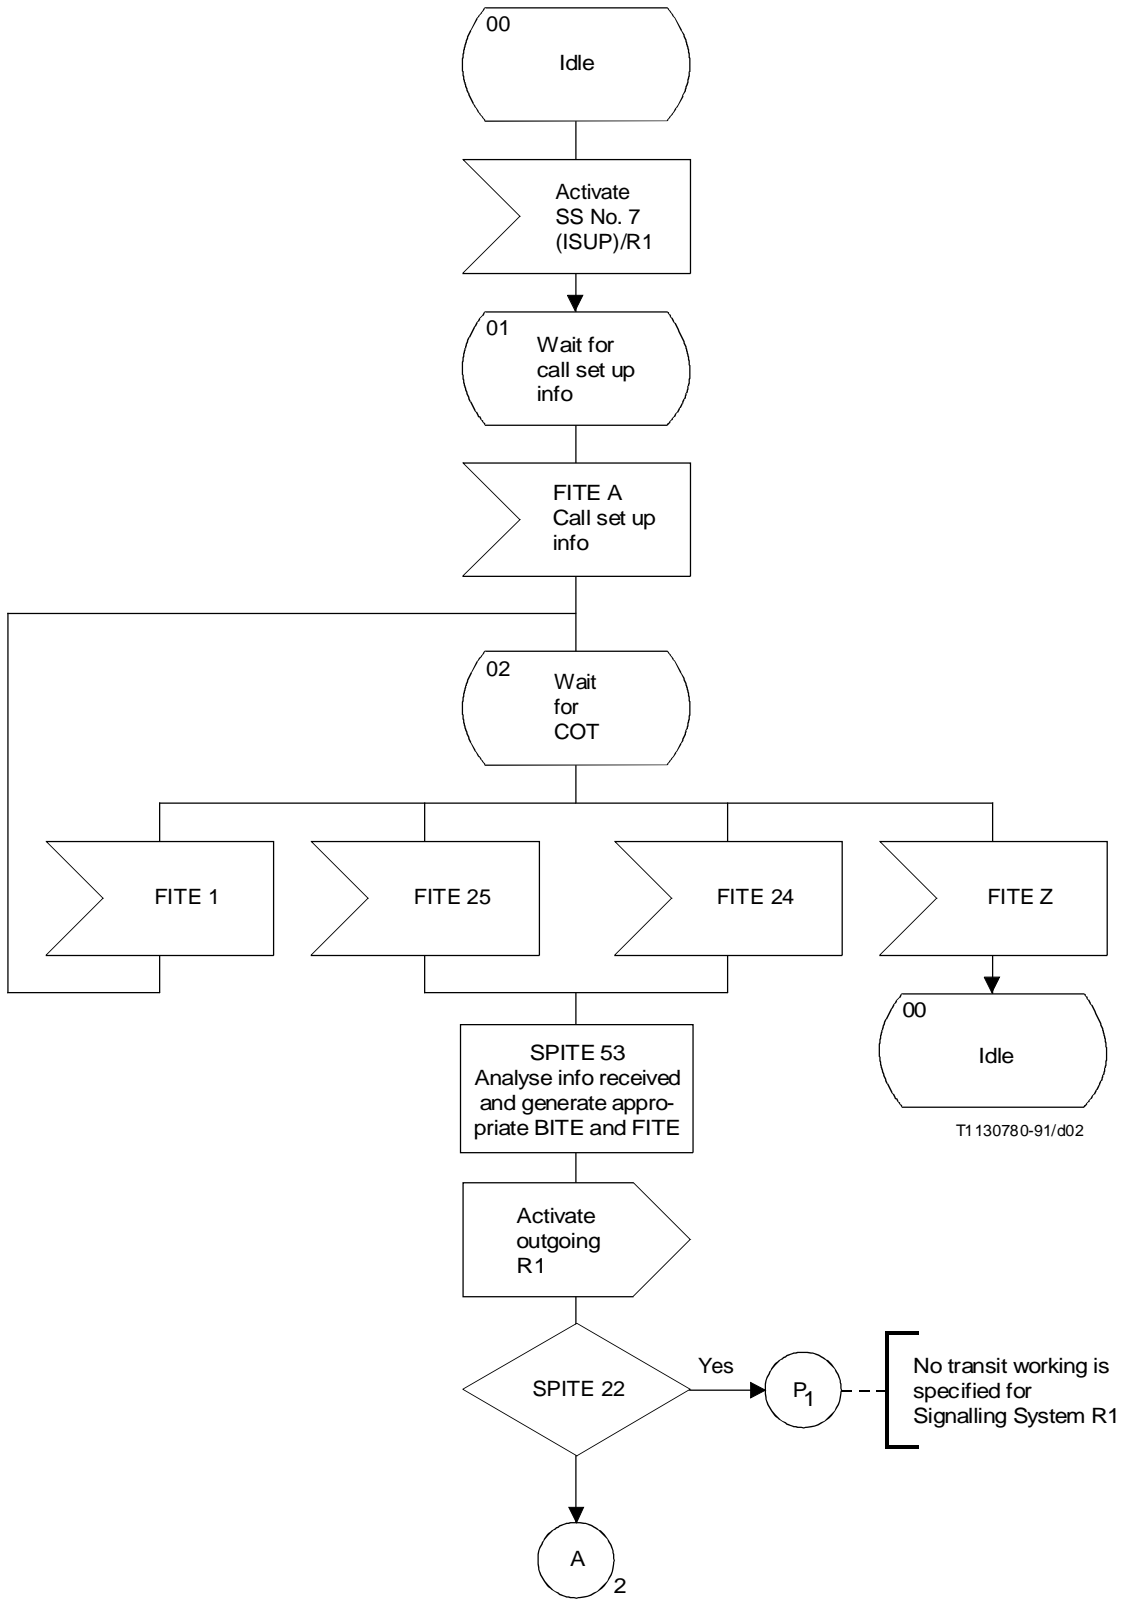 00
Idle
Activate
SS No. 7
(ISUP)/R1
01
Wait for
call set up
info
FITE A
Call set up
info
02
Wait
for
COT
FITE 1
FITE 25
FITE 24
FITE Z
00
Idle
T1130780-91/d02
SPITE 53
Analyse info received
and generate appro-
priate BITE and FITE
Activate
outgoing
R1
SPITE 22
Yes
P1
No transit working is
specified for
Signalling System R1
A
2